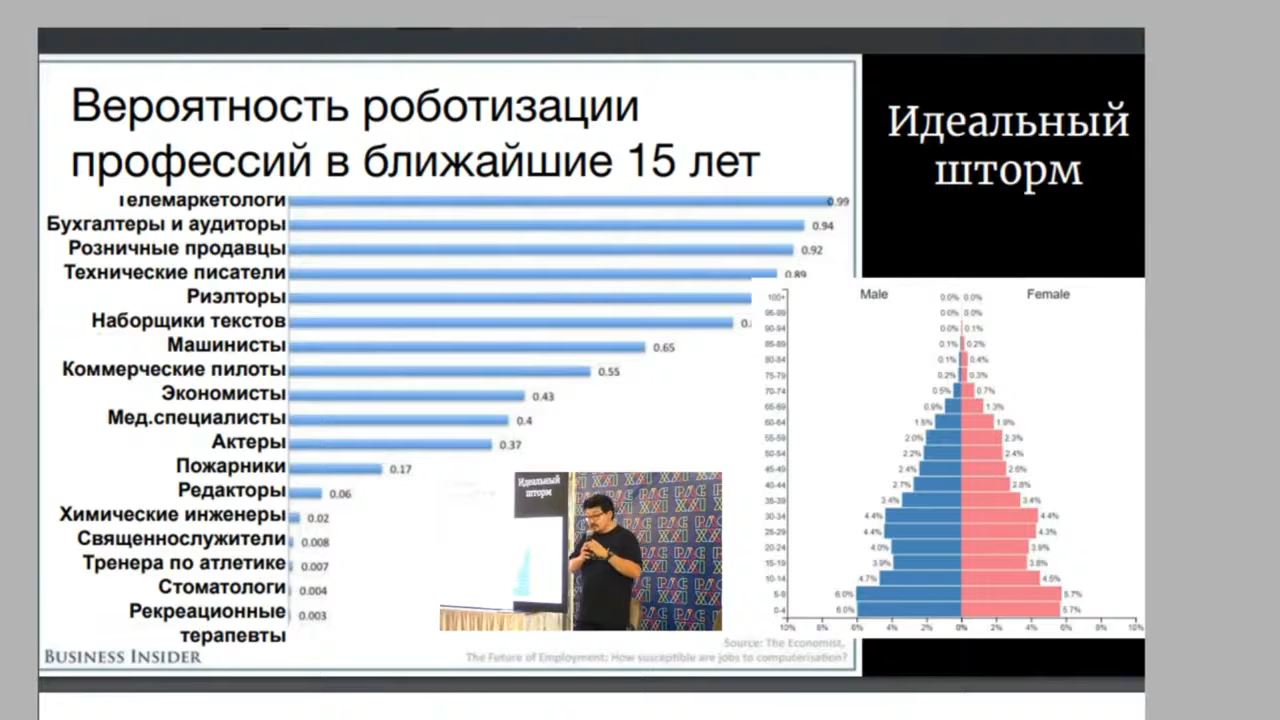 Вероятность роботизации
профессий в ближайшие 15 лет
Телемаркетологи 0.99
Бухгалтеры и аудиторы 0.94
Розничные продавцы 0.92
Технические писатели 0.89
Риэлторы
Наборщики текстов 0.
Машинисты 0.65
Коммерческие пилоты 0.55
Экономисты 0.43
Мед.специалисты 0.4
Актеры 0.37
Пожарники 0.17
Редакторы 0.06
Химические инженеры 0.02
Священнослужители 0.008
Тренера по атлетике 0.007
Стоматологи 0.004
Рекреационные 0.003
терапевты
BUSINESS INSIDER
Source: The Economist,
The Future of Employment: How susceptible are jobs to computerisation?
Идеальный
шторм
Идеальный
шторм
Male Female
100+ 0.0% 0.0%
95-99 0.0% 0.0%
90-94 0.0% 0.1%
85-89 0.1% 0.2%
80-84 0.1% 0.4%
75-79 0.2% 0.3%
70-74 0.5% 0.7%
65-69 0.9% 1.3%
60-64 1.5% 1.9%
55-59 2.0% 2.3%
50-54 2.2% 2.4%
45-49 2.4% 2.6%
40-44 2.7% 2.8%
35-39 3.4% 3.4%
30-34 4.4% 4.4%
25-29 4.4% 4.3%
20-24 4.0% 3.9%
15-19 3.9% 3.8%
10-14 4.7% 4.5%
5-9 6.0% 5.7%
0-4 6.0% 5.7%
10% 8% 6% 4% 2% 0% 2% 4% 6% 8% 10%